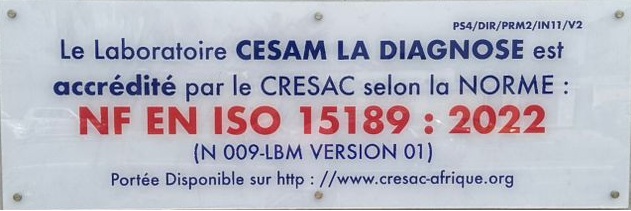 PS4/DIR/PRM2/IN11/V2
Le Laboratoire CESAM LA DIAGNOSE est
accrédité par le CRESAC selon la NORME :
NF EN ISO 15189 : 2022
(N 009-LBM VERSION 01)
Portée Disponible sur http : //www.cresac-afrique.org